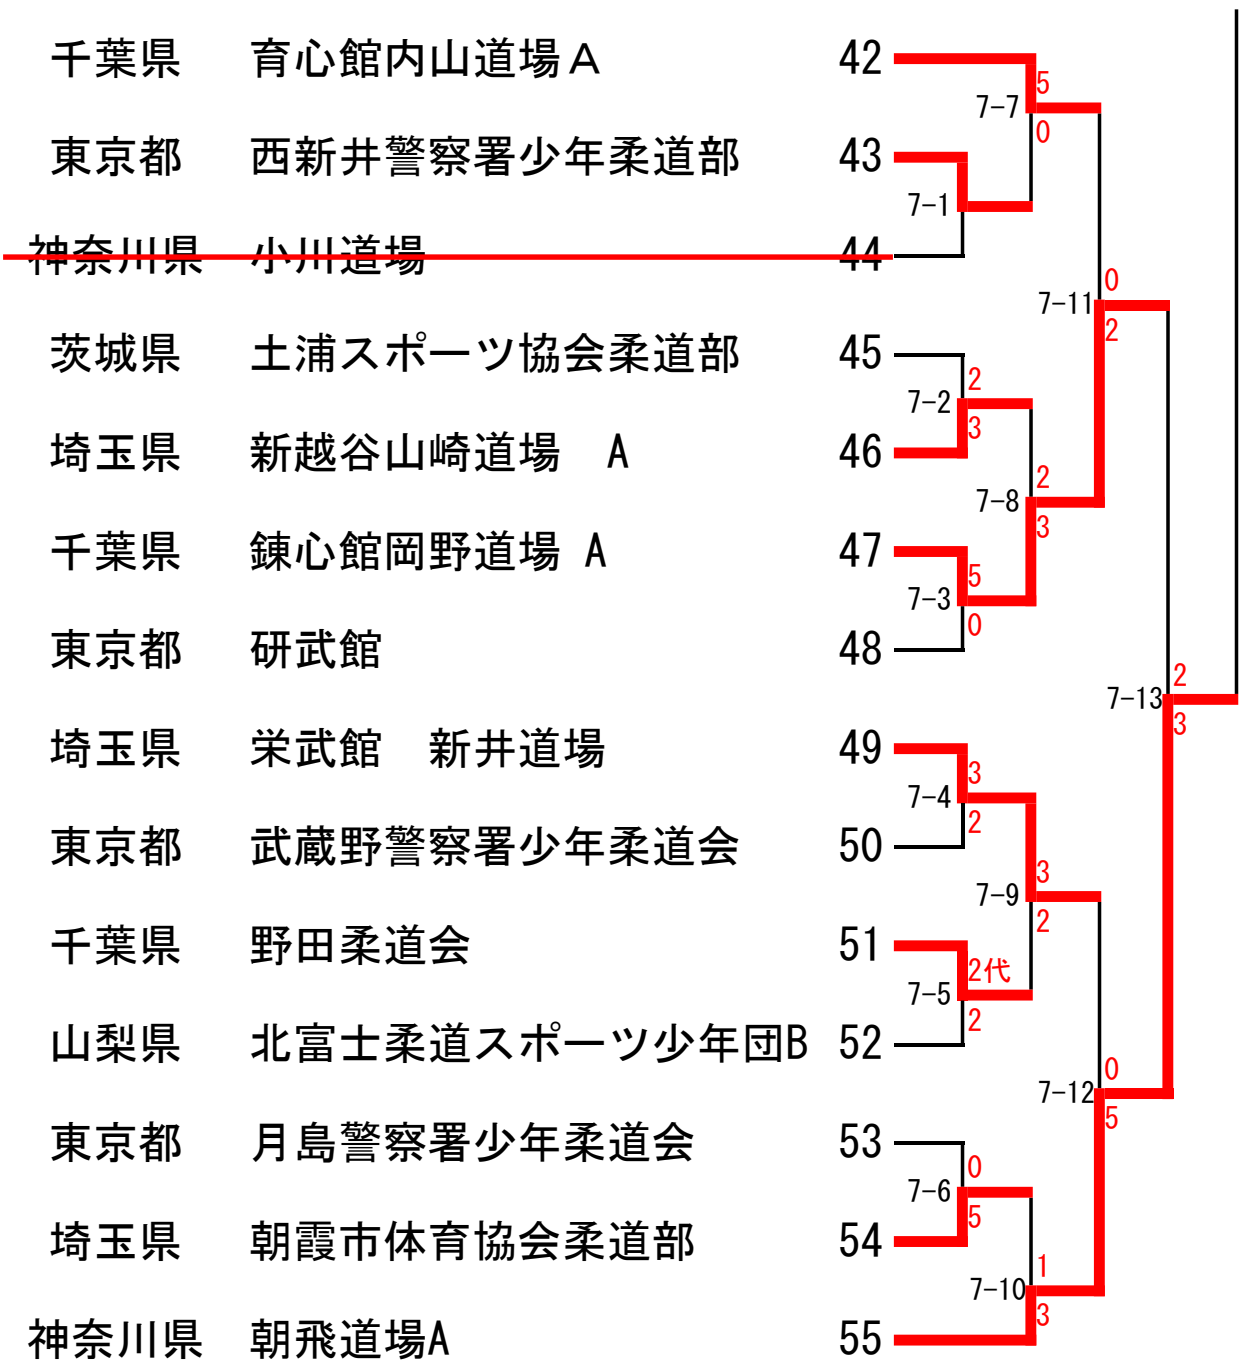 千葉県 育心館内山道場A 42
5
7-7
0
東京都 西新井警察署少年柔道部 43
7-1
神奈川県 小川道場 44
0
7-11
2
茨城県 土浦スポーツ協会柔道部 45
2
7-2
3
埼玉県 新越谷山崎道場 A 46
2
7-8
3
千葉県 錬心館岡野道場 A 47
5
7-3
0
東京都 研武館 48
2
7-13
3
埼玉県 栄武館 新井道場 49
3
7-4
2
東京都 武蔵野警察署少年柔道会 50
3
7-9
2
千葉県 野田柔道会 51
2代
7-5
2
山梨県 北富士柔道スポーツ少年団B 52
0
7-12
5
東京都 月島警察署少年柔道会 53
0
7-6
5
埼玉県 朝霞市体育協会柔道部 54
1
7-10
3
神奈川県 朝飛道場A 55